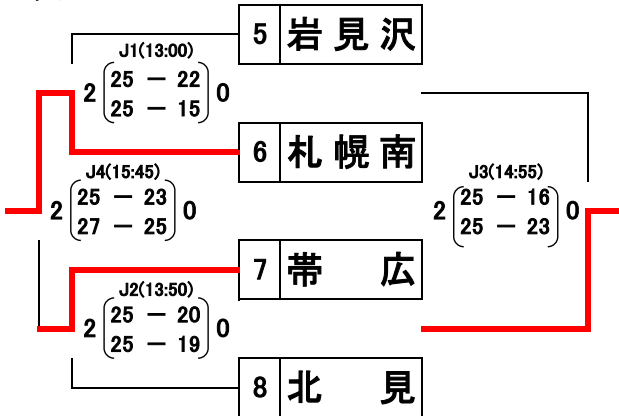 5 岩見沢
J1(13:00)
2 25 － 22 0
25 － 15
6 札幌南
J4(15:45)
2 25 － 23 0
27 － 25
J3(14:55)
2 25 － 16 0
25 － 23
7 帯広
J2(13:50)
2 25 － 20 0
25 － 19
8 北見